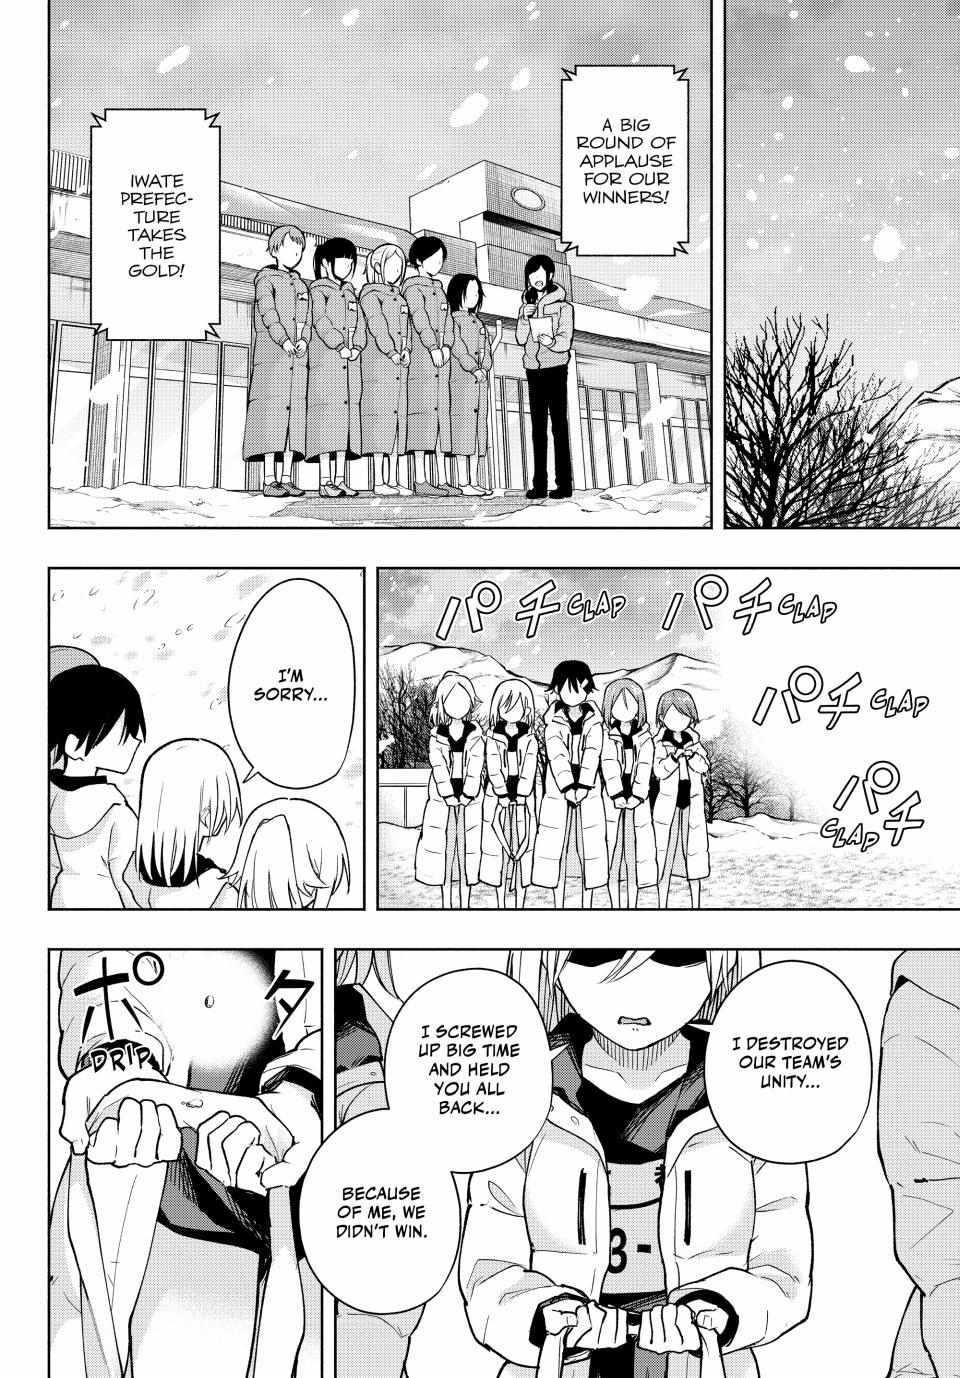 A BIG
ROUND OF
APPLAUSE
FOR OUR
WINNERS!
IWATE
PREFEC-
TURE
TAKES
THE
GOLD!
パチ CLAP
パチ CLAP
パチ CLAP
パチ CLAP
I'M
SORRY...
I DESTROYED
OUR TEAM'S
UNITY...
I SCREWED
UP BIG TIME
AND HELD
YOU ALL
BACK...
BECAUSE
OF ME, WE
DIDN'T WIN.
3-
ポタ
DRIP